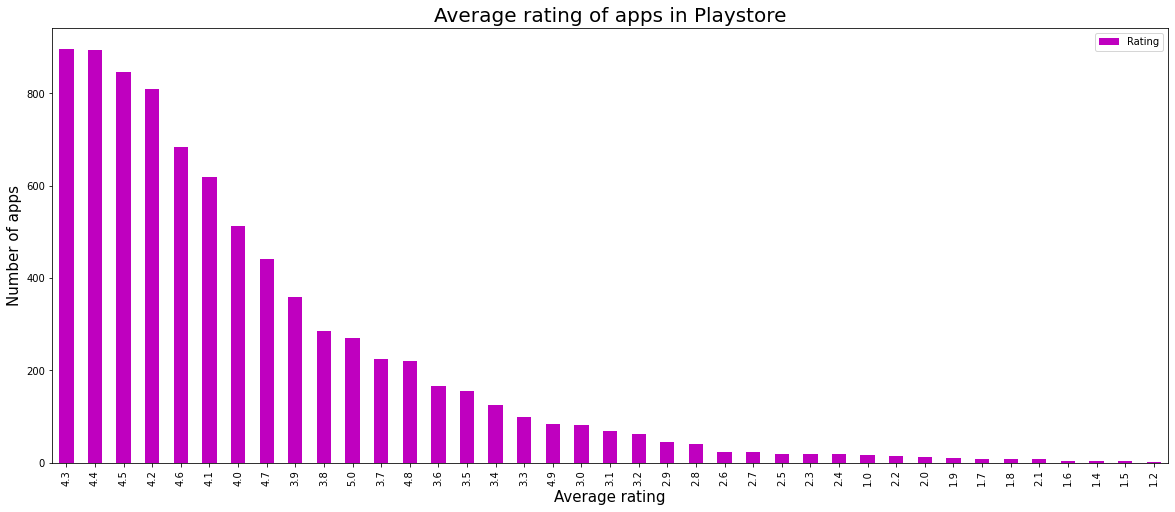 Average rating of apps in Playstore
Rating
Number of apps
800
600
400
200
0
4.3 4.4 4.5 4.2 4.6 4.1 4.0 4.7 3.9 3.8 5.0 3.7 4.8 3.6 3.5 3.4 3.3 4.9 3.0 3.1 3.2 2.9 2.8 2.6 2.7 2.5 2.3 2.4 1.0 2.2 2.0 1.9 1.7 1.8 2.1 1.6 1.4 1.5 1.2
Average rating